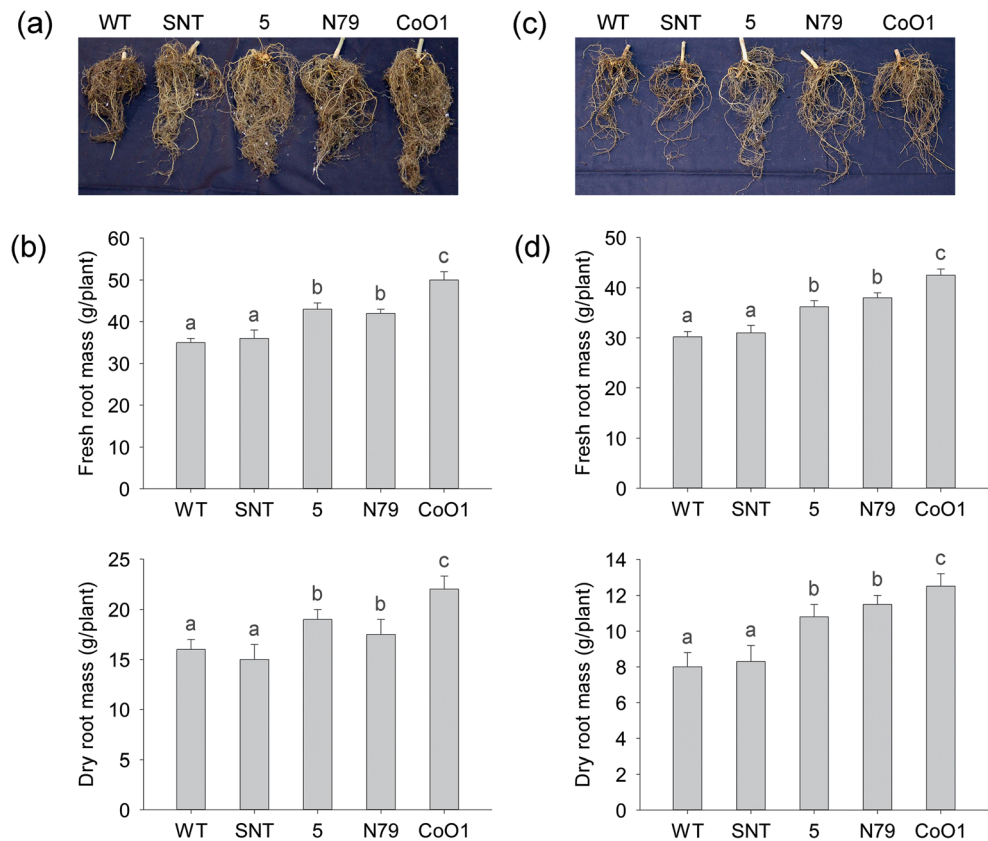 (a) WT SNT 5 N79 CoO1
(c) WT SNT 5 N79 CoO1
(b)
Fresh root mass (g/plant)
60
50
40
30
20
10
0
a a b b c
WT SNT 5 N79 CoO1
Dry root mass (g/plant)
25
20
15
10
5
0
a a b b c
WT SNT 5 N79 CoO1
(d)
Fresh root mass (g/plant)
50
40
30
20
10
0
a a b b c
WT SNT 5 N79 CoO1
Dry root mass (g/plant)
14
12
10
8
6
4
2
0
a a b b c
WT SNT 5 N79 CoO1